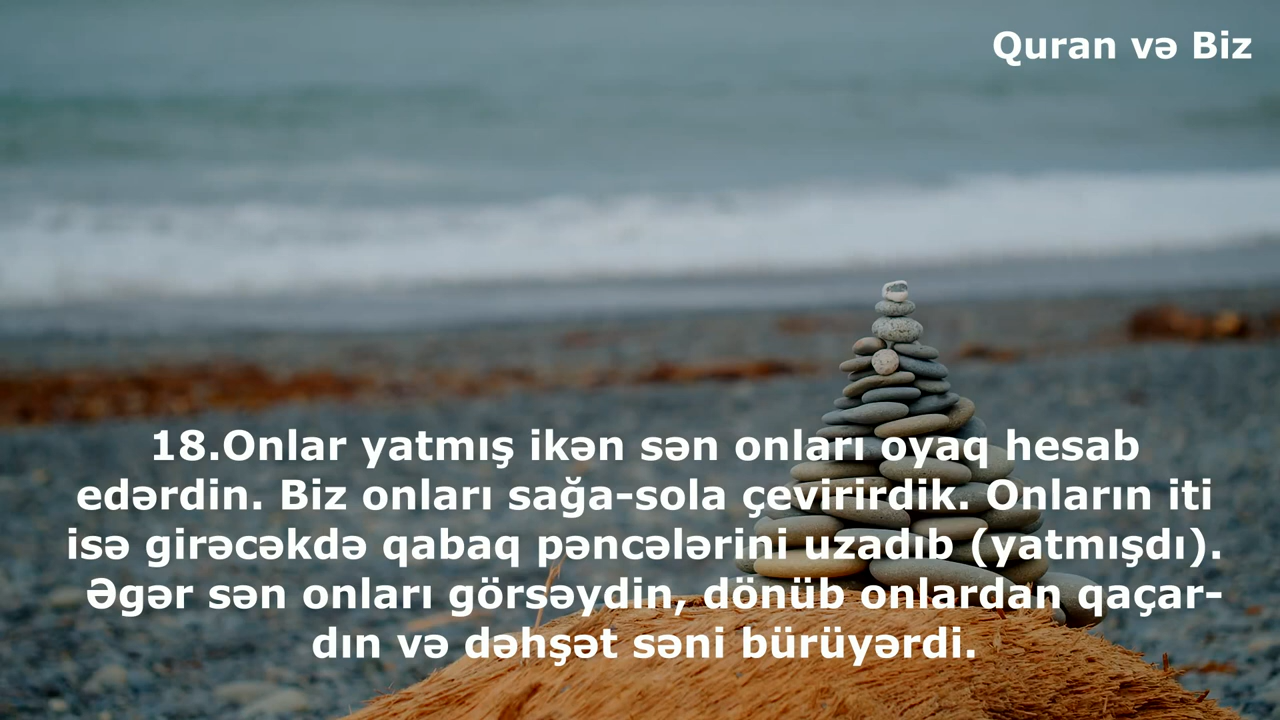 Quran və Biz
18.Onlar yatmış ikən sən onları oyaq hesab
edərdin. Biz onları sağa-sola çevirirdik. Onların iti
isə girəcəkdə qabaq pəncələrini uzadıb (yatmışdı).
Əgər sən onları görsəydin, dönüb onlardan qaçar-
dın və dəhşət səni bürüyərdi.